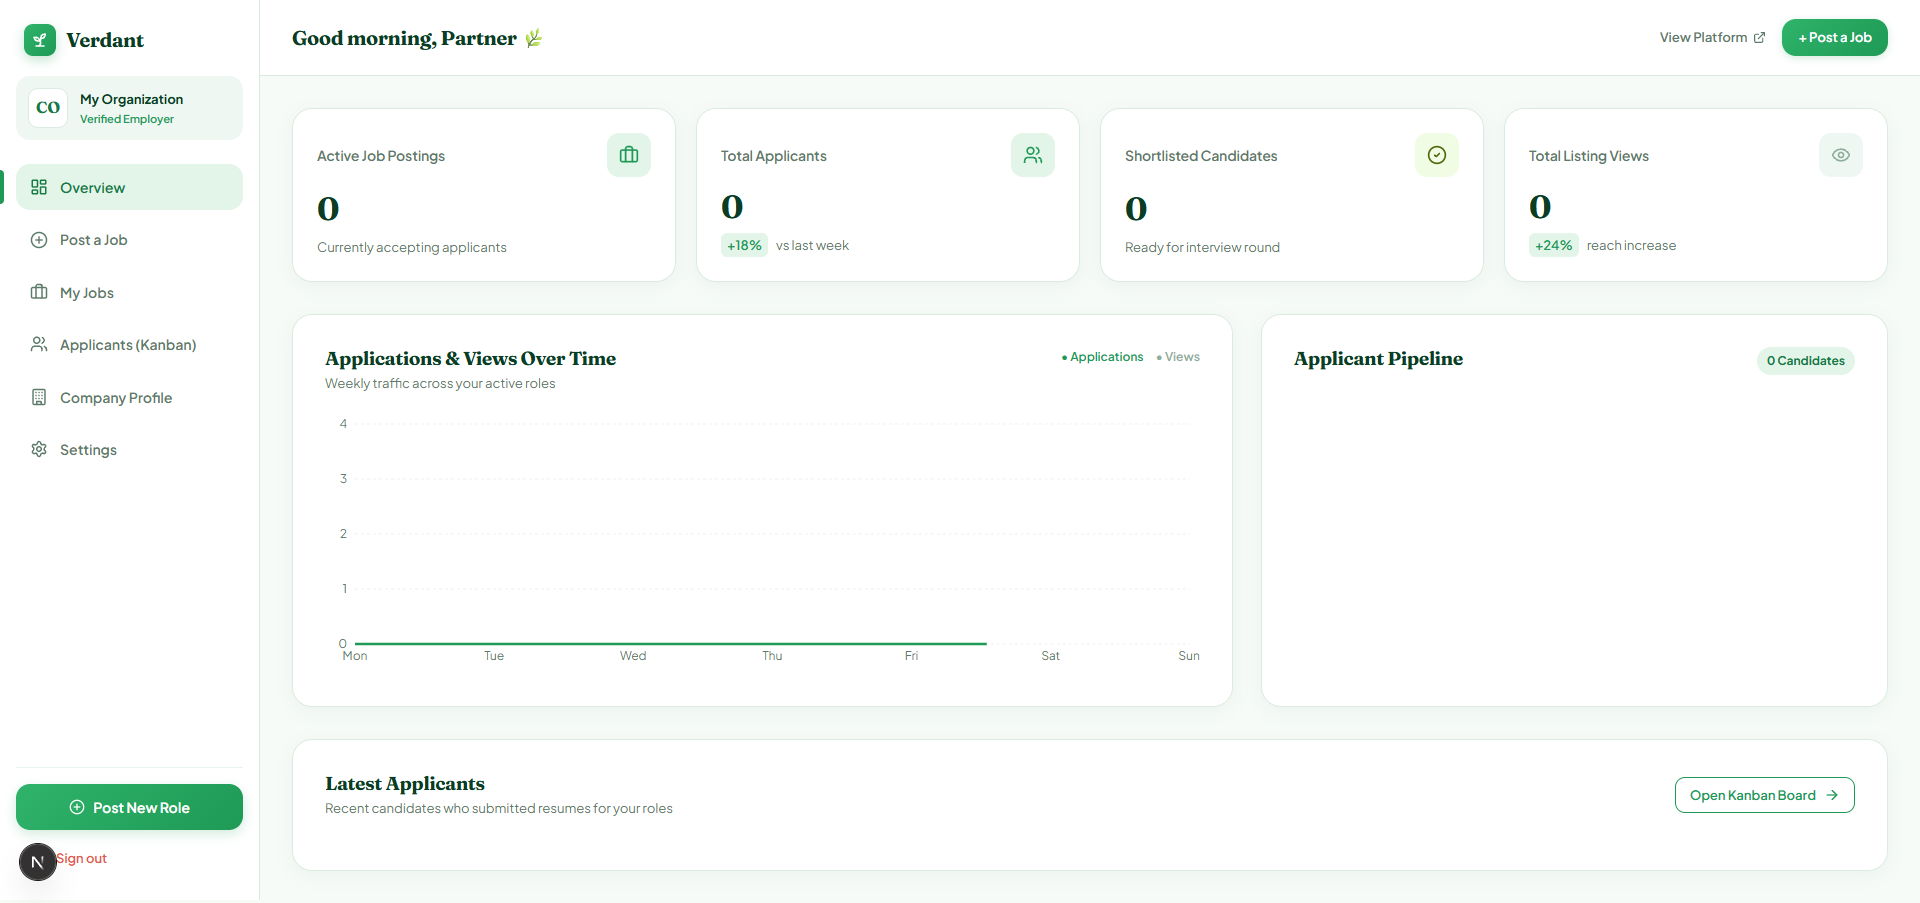 Verdant
CO
My Organization
Verified Employer
Overview
Post a Job
My Jobs
Applicants (Kanban)
Company Profile
Settings
Post New Role
N
Sign out
Good morning, Partner 🌿
View Platform
+ Post a Job
Active Job Postings
0
Currently accepting applicants
Total Applicants
0
+18% vs last week
Shortlisted Candidates
0
Ready for interview round
Total Listing Views
0
+24% reach increase
Applications & Views Over Time
Weekly traffic across your active roles
• Applications • Views
4
3
2
1
0
Mon Tue Wed Thu Fri Sat Sun
Applicant Pipeline
0 Candidates
Latest Applicants
Recent candidates who submitted resumes for your roles
Open Kanban Board